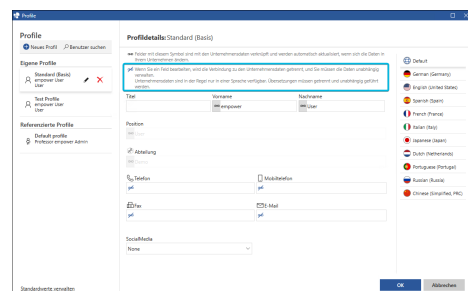 Profile
Profile
Neues Profil
Benutzer suchen
Eigene Profile
Standard (Basis)
empower User
User
Test Profile
empower User
User
Referenzierte Profile
Default profile
Professor empower Admin
Standardwerte verwalten
Profildetails: Standard (Basis)
Felder mit diesem Symbol sind mit den Unternehmensdaten verknüpft und werden automatisch aktualisiert, wenn sich die Daten in
Ihrem Unternehmen ändern.
Wenn Sie ein Feld bearbeiten, wird die Verbindung zu den Unternehmensdaten getrennt, und Sie müssen die Daten unabhängig
verwalten.
Unternehmensdaten sind in der Regel nur in einer Sprache verfügbar. Übersetzungen müssen getrennt und unabhängig geführt
werden.
Titel
Vorname
Nachname
empower
User
Position
Abteilung
Telefon
Mobiltelefon
Fax
E-Mail
SocialMedia
None
Default
German (Germany)
English (United States)
Spanish (Spain)
French (France)
Italian (Italy)
Japanese (Japan)
Dutch (Netherlands)
Portuguese (Portugal)
Russian (Russia)
Chinese (Simplified, PRC)
OK
Abbrechen